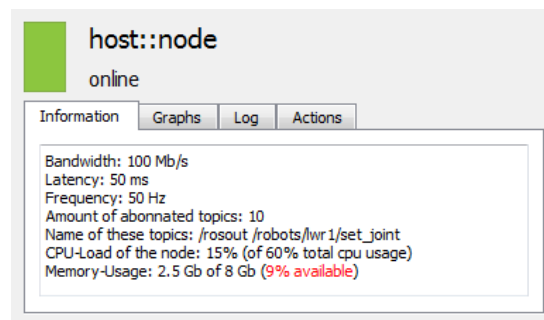 host::node
online
Information Graphs Log Actions
Bandwidth: 100 Mb/s
Latency: 50 ms
Frequency: 50 Hz
Amount of abonnated topics: 10
Name of these topics: /rosout /robots/lwr1/set_joint
CPU-Load of the node: 15% (of 60% total cpu usage)
Memory-Usage: 2.5 Gb of 8 Gb (9% available)